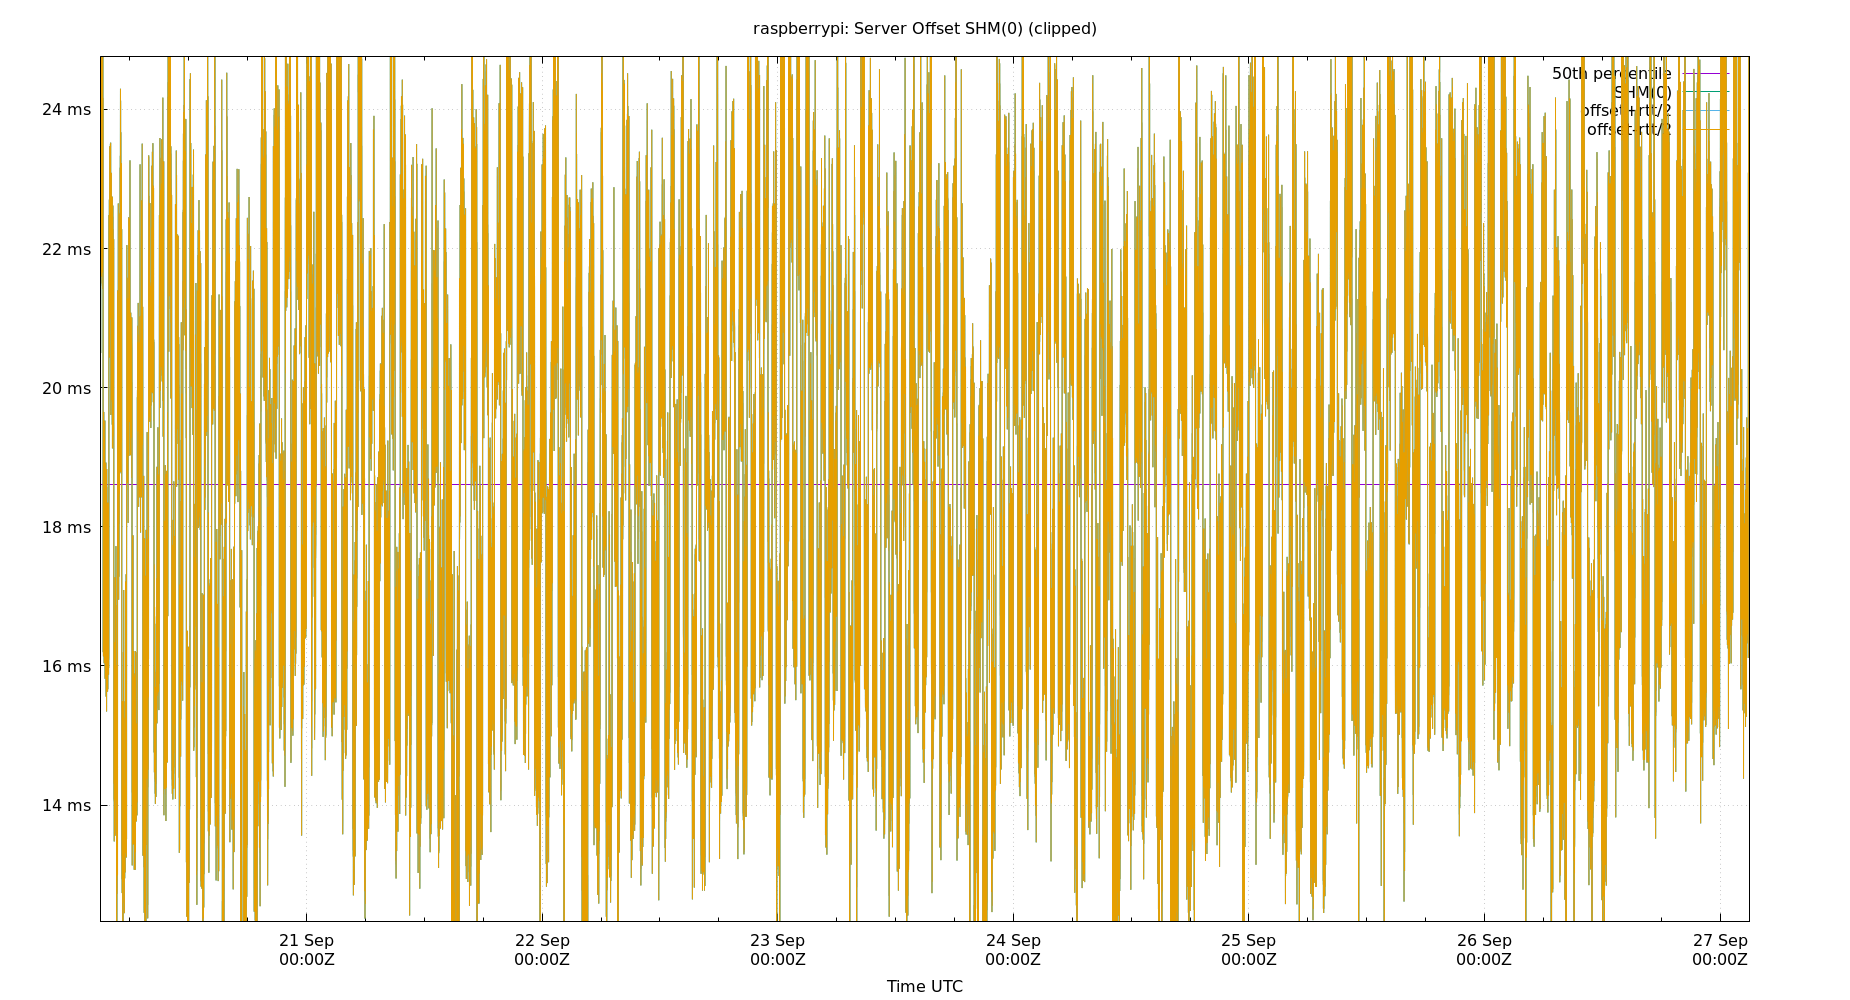 raspberrypi: Server Offset SHM(0) (clipped)
50th percentile
SHM(0)
offset+rtt/2
offset-rtt/2
24 ms
22 ms
20 ms
18 ms
16 ms
14 ms
21 Sep
00:00Z
22 Sep
00:00Z
23 Sep
00:00Z
24 Sep
00:00Z
25 Sep
00:00Z
26 Sep
00:00Z
27 Sep
00:00Z
Time UTC